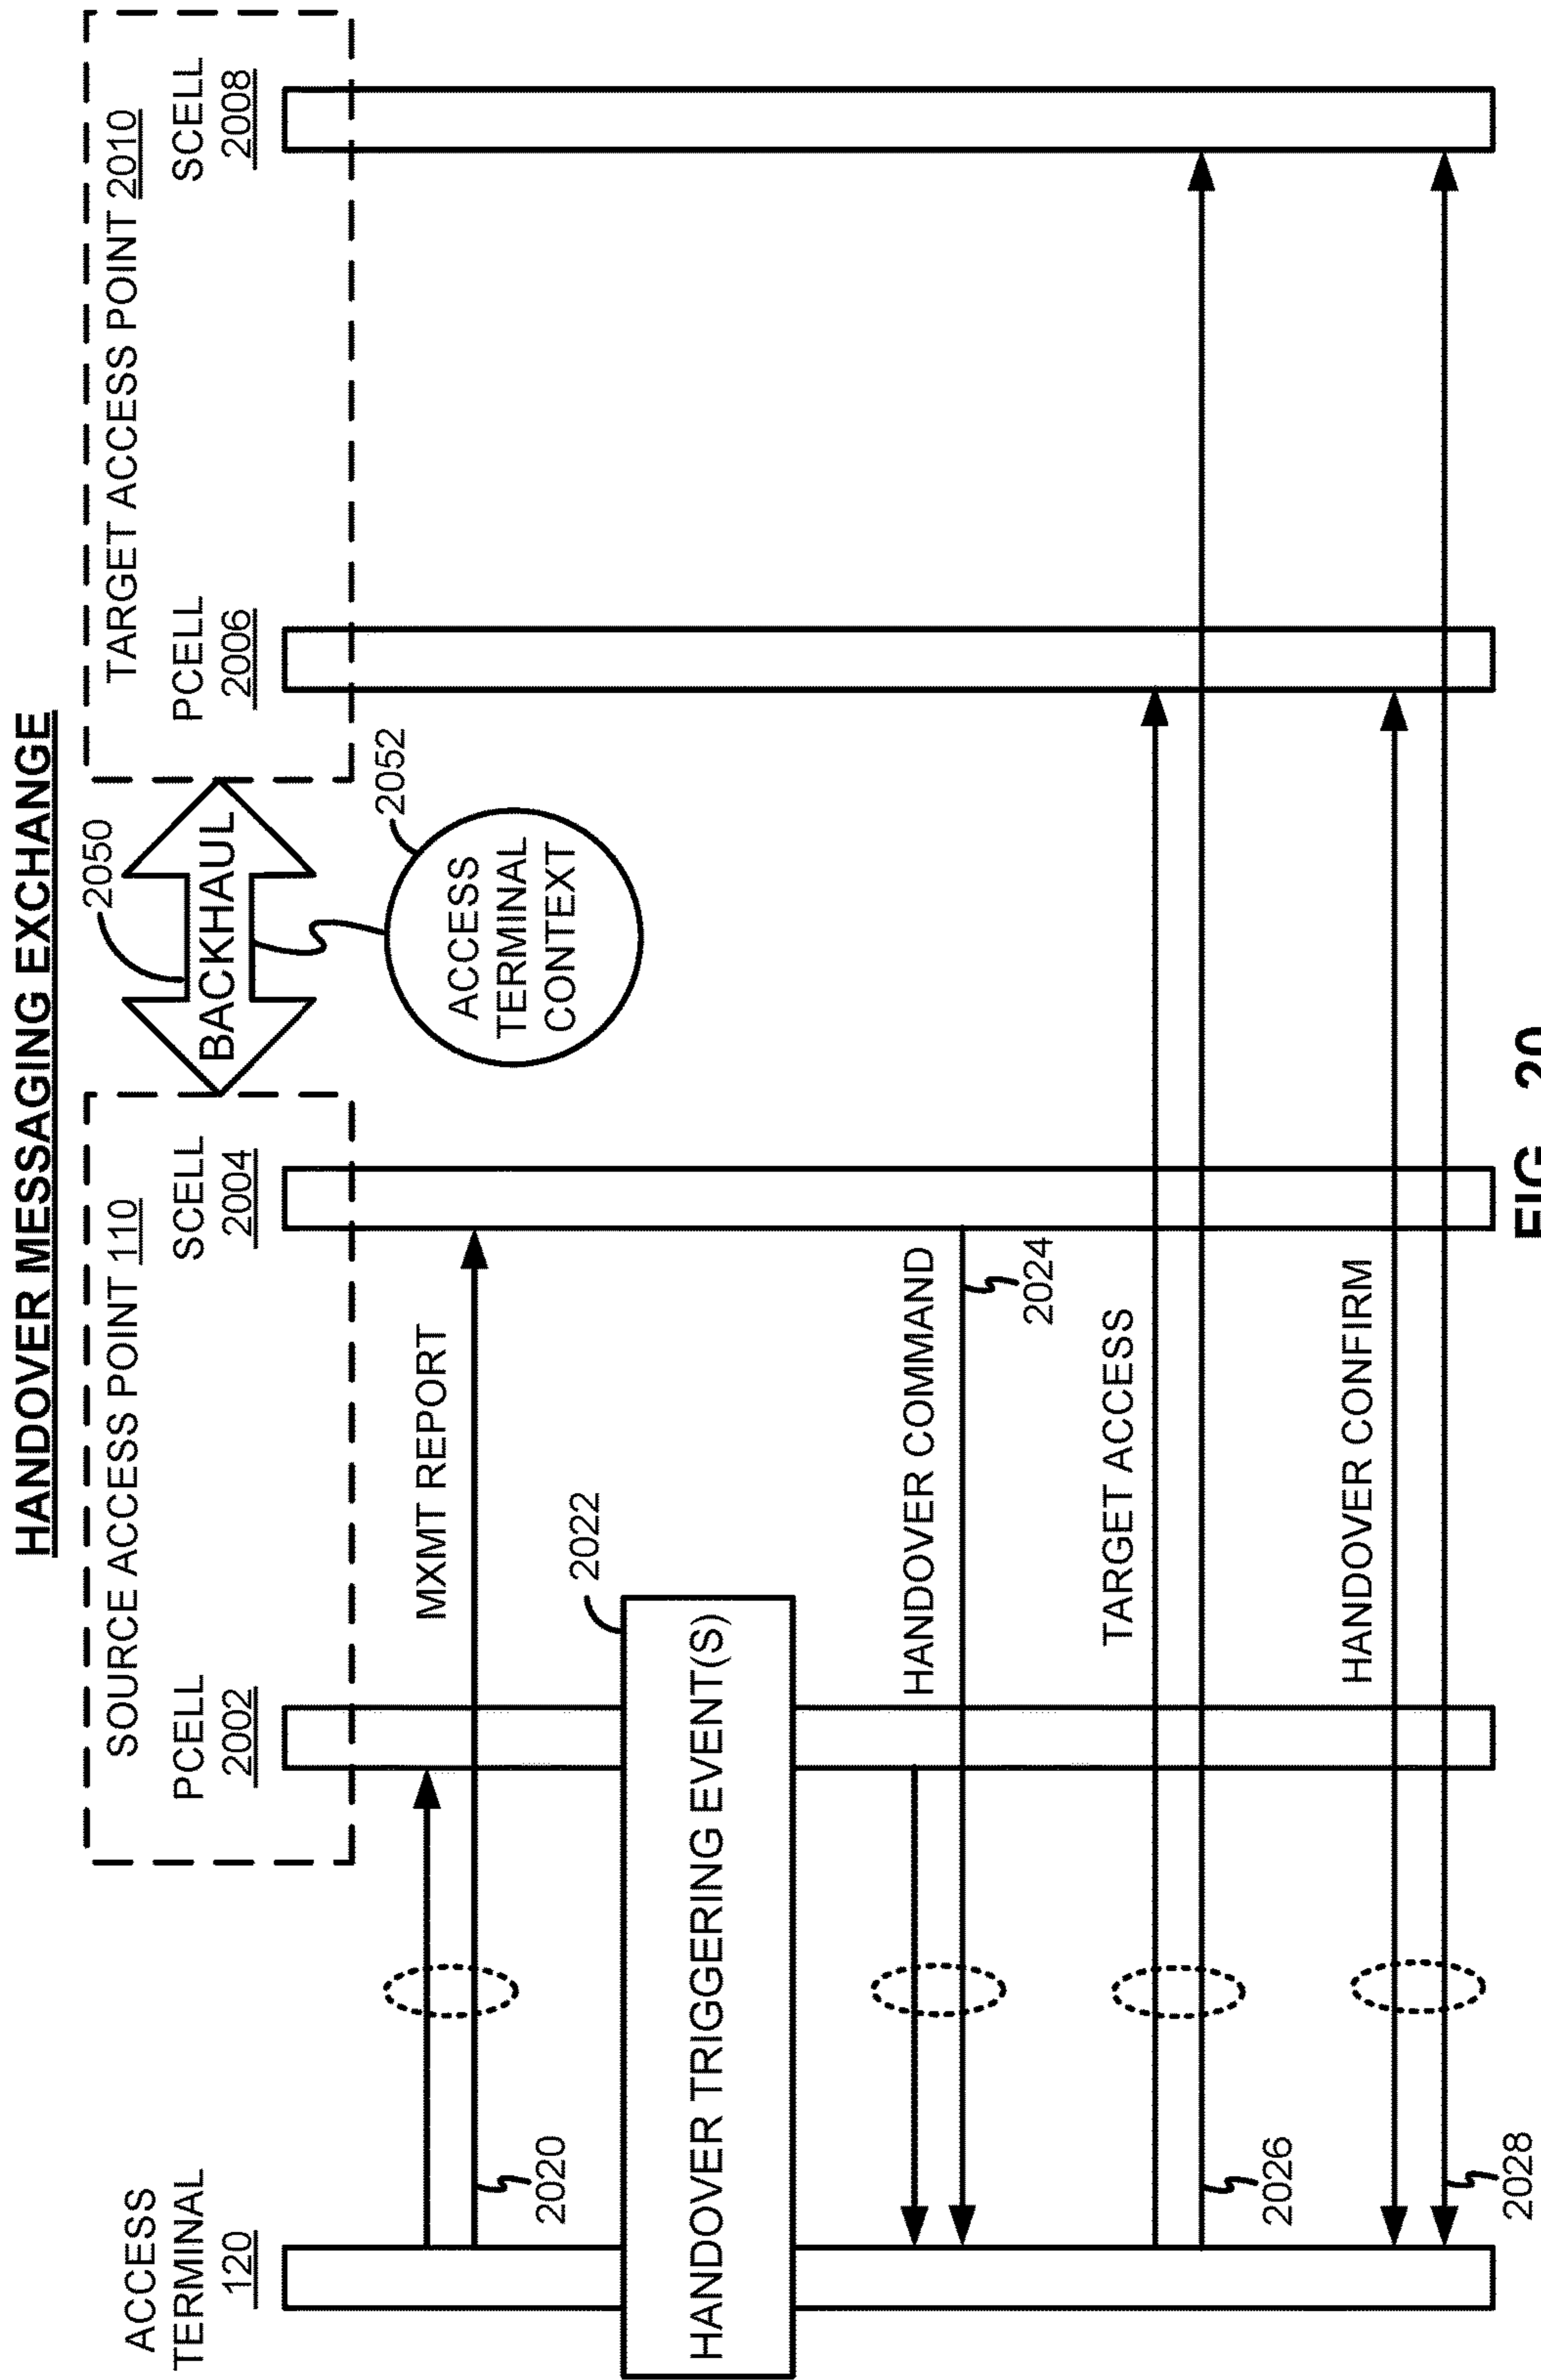 HANDOVER MESSAGING EXCHANGE
ACCESS
TERMINAL
120
SOURCE ACCESS POINT 110
PCELL
2002
SCELL
2004
2050
BACKHAUL
2052
ACCESS
TERMINAL
CONTEXT
TARGET ACCESS POINT 2010
PCELL
2006
SCELL
2008
MXMT REPORT
2020
2022
HANDOVER TRIGGERING EVENT(S)
HANDOVER COMMAND
2024
TARGET ACCESS
2026
HANDOVER CONFIRM
2028
FIG. 20